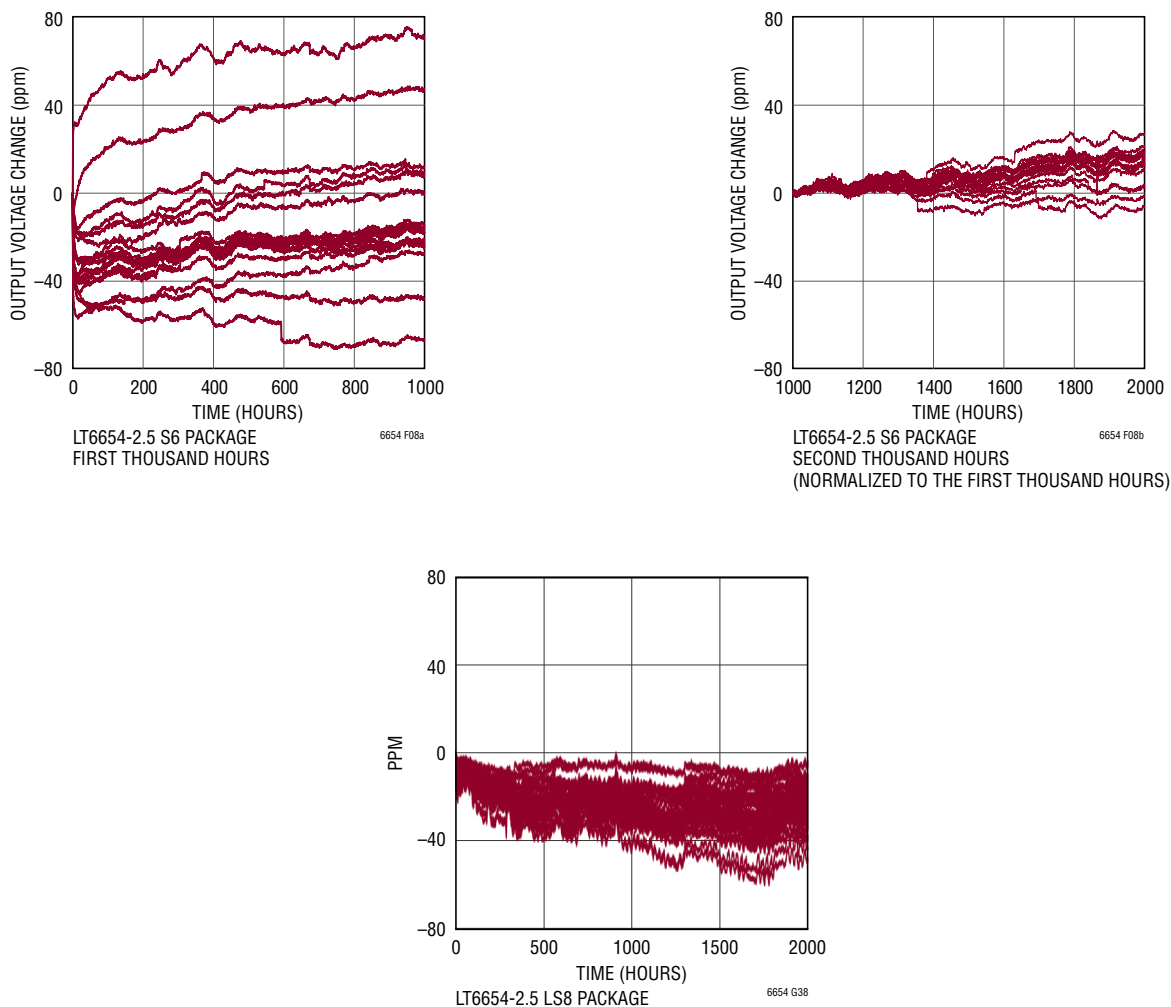 80
40
0
–40
–80
OUTPUT VOLTAGE CHANGE (ppm)
0 200 400 600 800 1000
TIME (HOURS)
LT6654-2.5 S6 PACKAGE
FIRST THOUSAND HOURS
6654 F08a
80
40
0
–40
–80
OUTPUT VOLTAGE CHANGE (ppm)
1000 1200 1400 1600 1800 2000
TIME (HOURS)
LT6654-2.5 S6 PACKAGE
SECOND THOUSAND HOURS
(NORMALIZED TO THE FIRST THOUSAND HOURS)
6654 F08b
80
40
0
–40
–80
PPM
0 500 1000 1500 2000
TIME (HOURS)
LT6654-2.5 LS8 PACKAGE
6654 G38